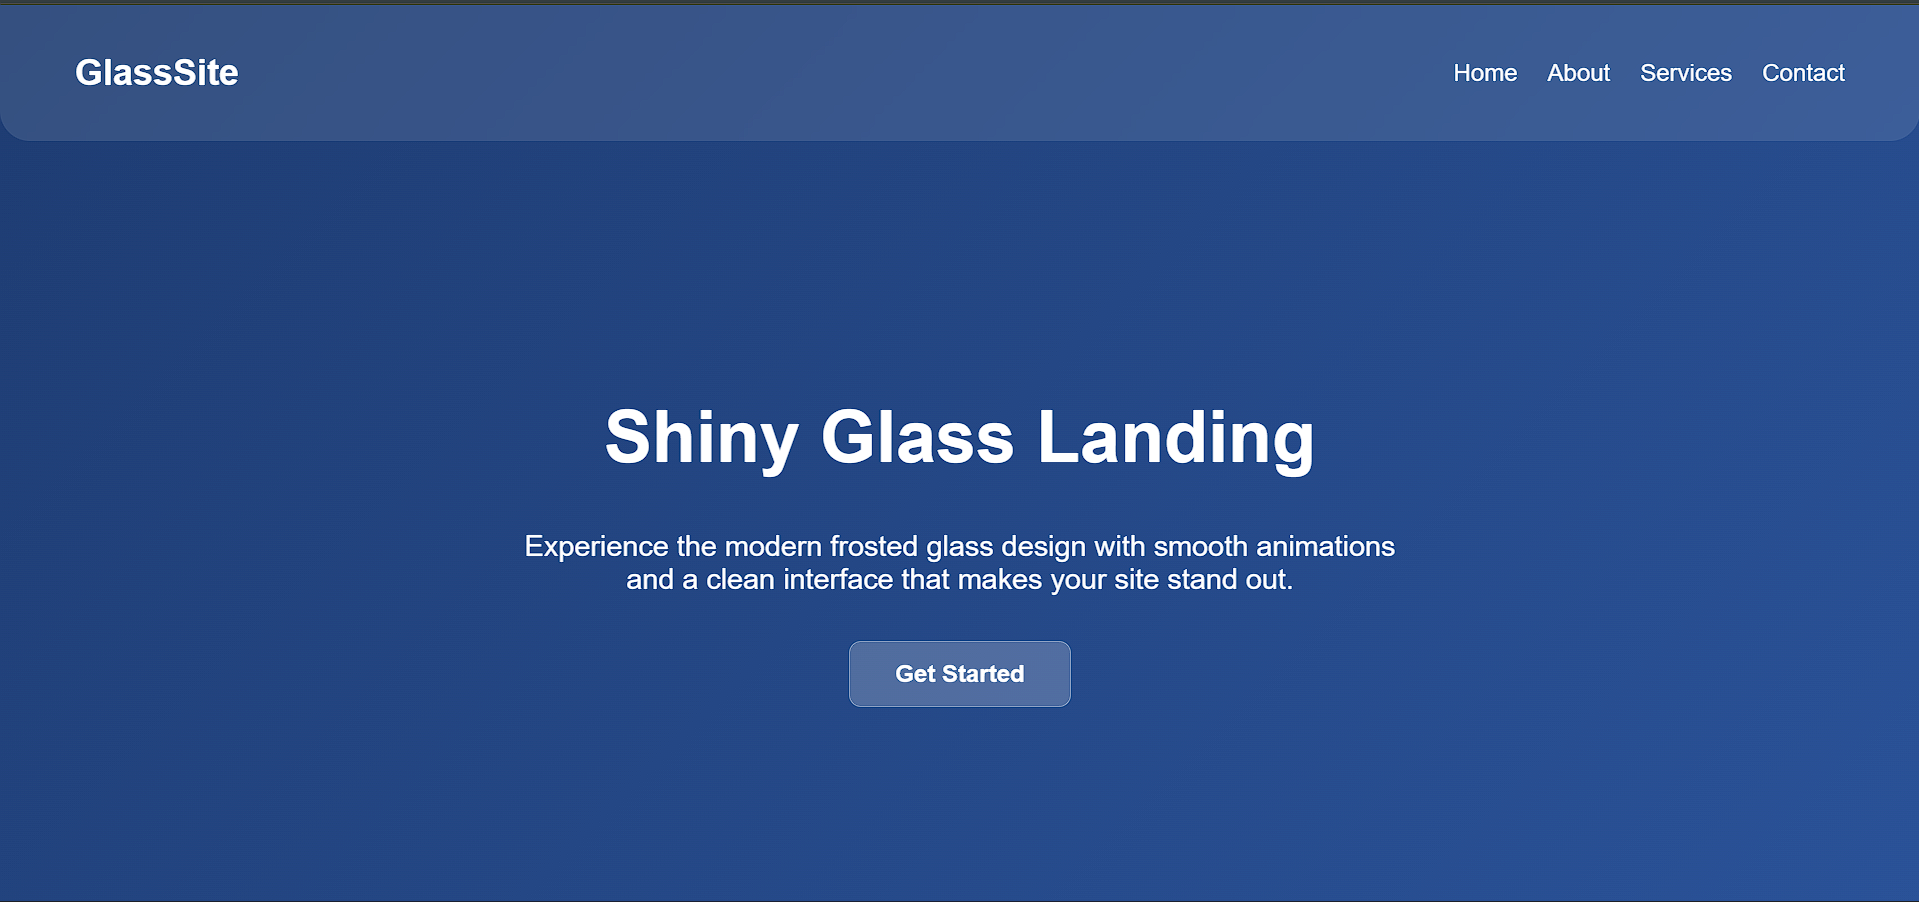 GlassSite
Home About Services Contact
Shiny Glass Landing
Experience the modern frosted glass design with smooth animations
and a clean interface that makes your site stand out.
Get Started